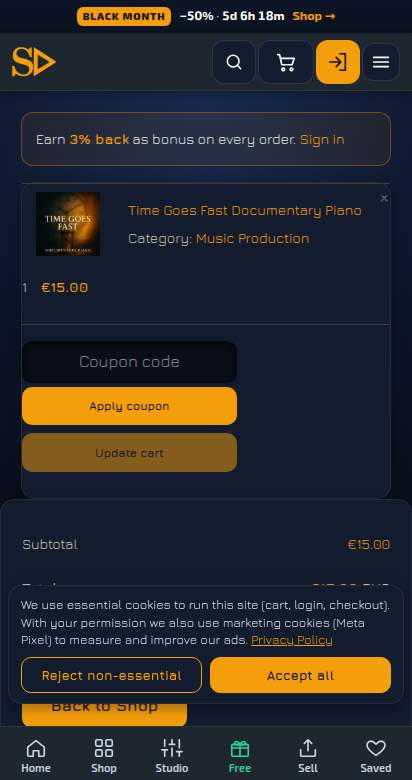 BLACK MONTH −50% · 5d 6h 18m Shop →
S
Earn 3% back as bonus on every order. Sign in
TIME GOES
FAST
Time Goes Fast Documentary Piano ×
Category: Music Production
1 €15.00
Coupon code
Apply coupon
Update cart
Subtotal €15.00
We use essential cookies to run this site (cart, login, checkout).
With your permission we also use marketing cookies (Meta
Pixel) to measure and improve our ads. Privacy Policy
Reject non-essential Accept all
Back to Shop
Home Shop Studio Free Sell Saved